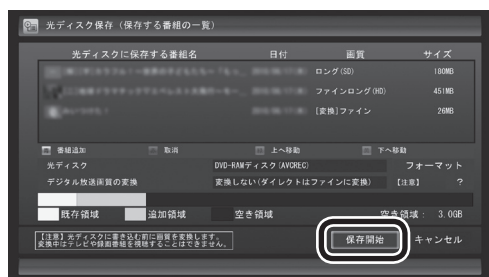 光ディスク保存(保存する番組の一覧)
光ディスクに保存する番組名 日付 画質 サイズ
ロング(SD) 180MB
ファインロング(HD) 451MB
[変換]ファイン 26MB
番組追加 取消 上へ移動 下へ移動
光ディスク DVD-RAMディスク(AVCREC) フォーマット
デジタル放送画質の変換 変換しない(ダイレクトはファインに変換) 【注意】 ?
既存領域 追加領域 空き領域 空き領域: 3.0GB
【注意】光ディスクに書き込む前に画質を変換します。
変換中はテレビや録画番組を視聴することはできません。
保存開始 キャンセル